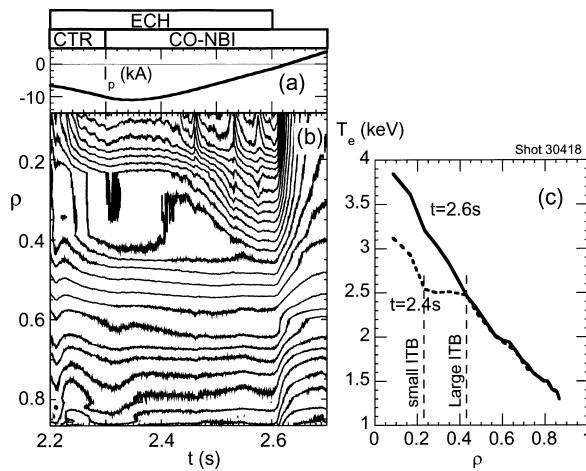 ECH
CTR
CO-NBI
0
-10
I p (kA)
(a)
(b)
0.2
0.4
0.6
0.8
ρ
2.2
2.4
2.6
t (s)
T e (keV)
Shot 30418
4
3.5
3
2.5
2
1.5
1
(c)
t=2.6s
t=2.4s
small ITB
Large ITB
0
0.2
0.4
0.6
0.8
ρ